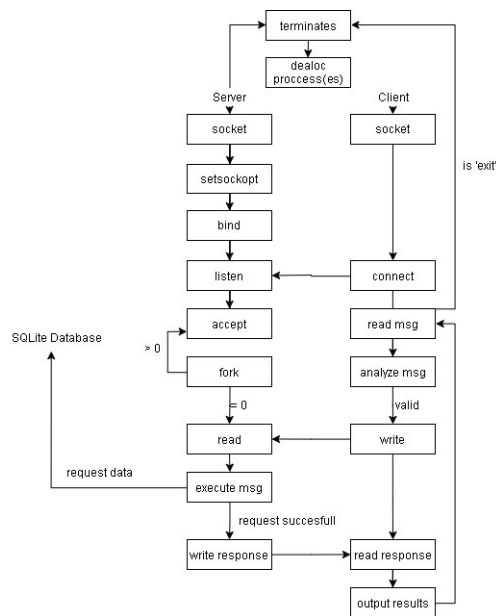 terminates
dealoc
proccess(es)
Server
Client
socket
socket
is 'exit'
setsockopt
bind
listen
connect
accept
read msg
SQLite Database
> 0
fork
analyze msg
= 0
valid
read
write
request data
execute msg
request succesfull
write response
read response
output results